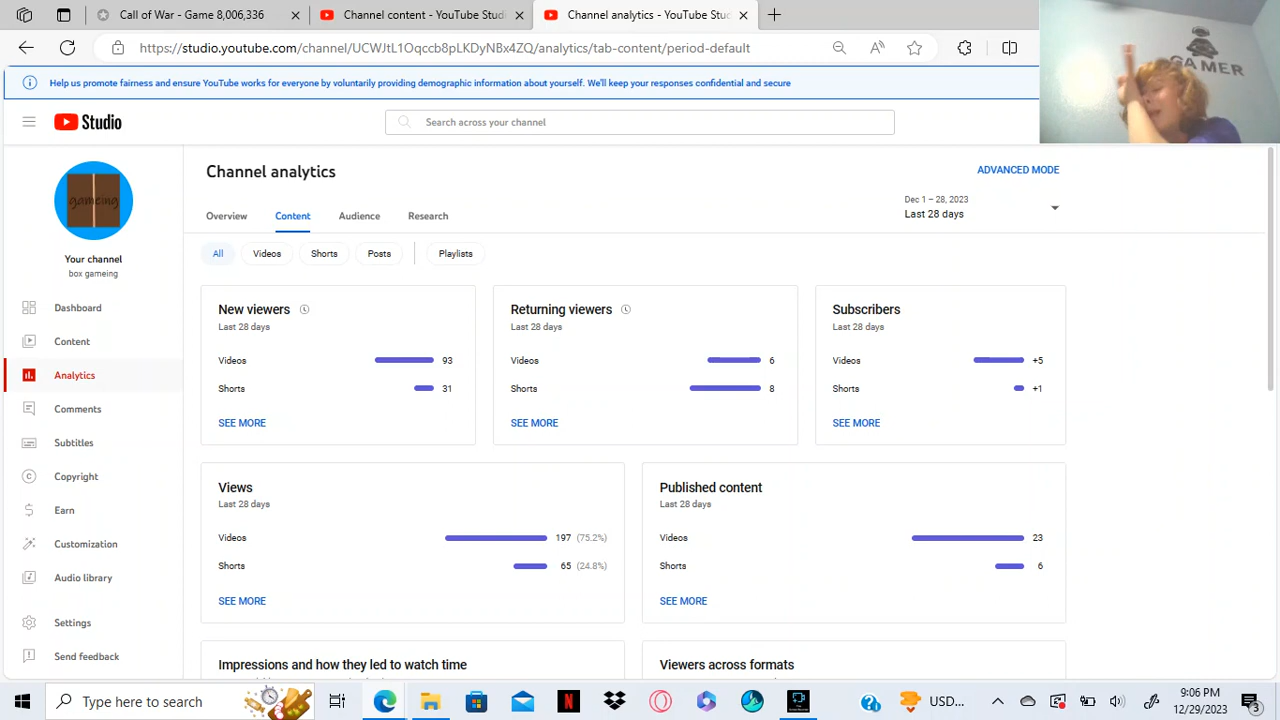 God of War 8,006,335
Channel content - YouTube Studi
Channel analytics - YouTube Stu
https://studio.youtube.com/channel/UCWJtL1Oqccb8pLKDyNBx4ZQ/analytics/tab-content/period-default
GAMER
Help us promote fairness and ensure YouTube works for everyone by voluntarily providing demographic information about yourself. We'll keep your responses confidential and secure
Studio
Search across your channel
gameing
Your channel
box gameing
Dashboard
Content
Analytics
Comments
Subtitles
Copyright
Earn
Customization
Audio library
Settings
Send feedback
Channel analytics
ADVANCED MODE
Overview Content Audience Research
Dec 1 – 28, 2023
Last 28 days
All Videos Shorts Posts Playlists
New viewers
Last 28 days
Videos 93
Shorts 31
SEE MORE
Returning viewers
Last 28 days
Videos 6
Shorts 8
SEE MORE
Subscribers
Last 28 days
Videos +5
Shorts +1
SEE MORE
Views
Last 28 days
Videos 197 (75.2%)
Shorts 65 (24.8%)
SEE MORE
Published content
Last 28 days
Videos 23
Shorts 6
SEE MORE
Impressions and how they led to watch time
Viewers across formats
Type here to search
USD...
9:06 PM
12/29/2023
3